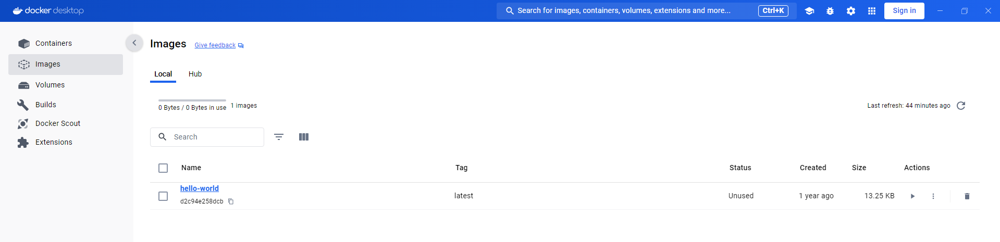 docker desktop
Search for images, containers, volumes, extensions and more...
Ctrl+K
Sign in
Containers
Images
Volumes
Builds
Docker Scout
Extensions
Images
Give feedback
Local Hub
0 Bytes / 0 Bytes in use
1 images
Last refresh: 44 minutes ago
Search
Name Tag Status Created Size Actions
hello-world
d2c94e258dcb
latest Unused 1 year ago 13.25 KB